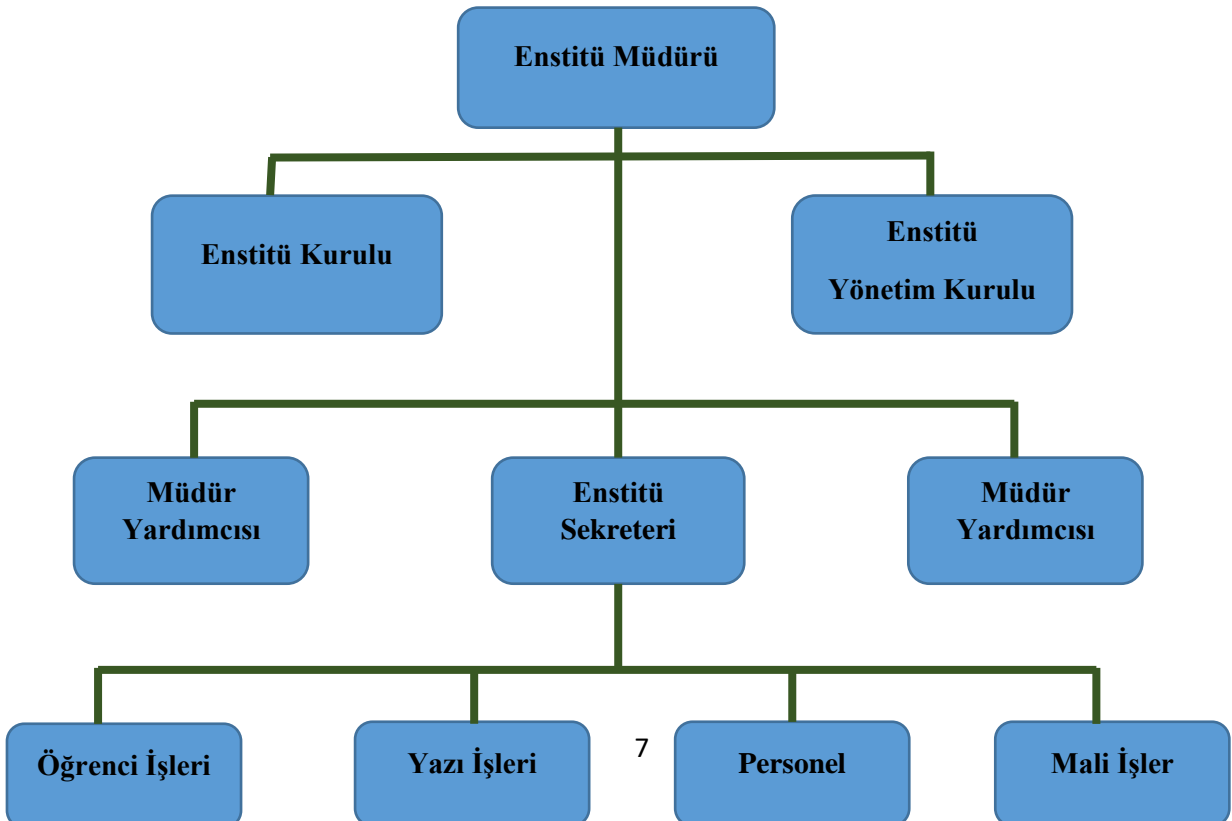 Enstitü Müdürü
Enstitü Kurulu
Enstitü
Yönetim Kurulu
Müdür
Yardımcısı
Enstitü
Sekreteri
Müdür
Yardımcısı
Öğrenci İşleri
Yazı İşleri
7
Personel
Mali İşler